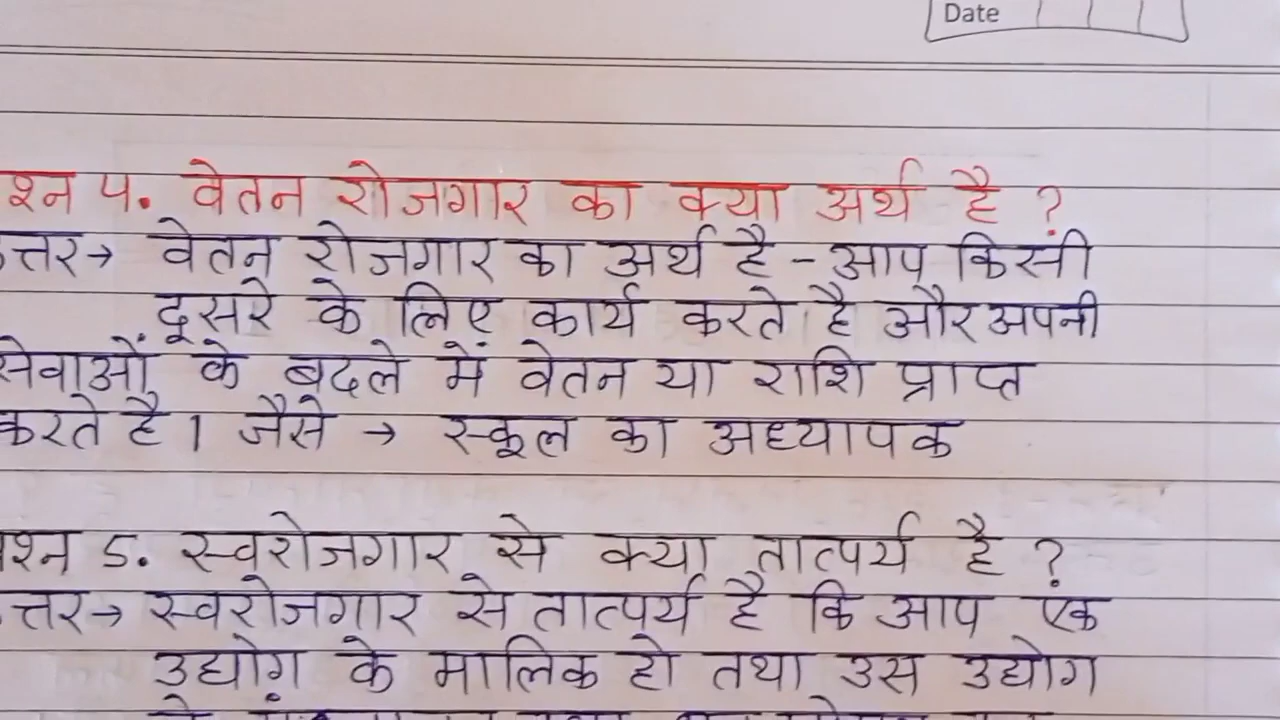 Date
श्न 4. वेतन रोजगार का क्या अर्थ है ?
त्तर→ वेतन रोजगार का अर्थ है - आप किसी
दूसरे के लिए कार्य करते है और अपनी
सेवाओं के बदले में वेतन या राशि प्राप्त
करते है। जैसे → स्कूल का अध्यापक
श्न 5. स्वरोजगार से क्या तात्पर्य है ?
त्तर→ स्वरोजगार से तात्पर्य है कि आप एक
उद्योग के मालिक हो तथा उस उद्योग